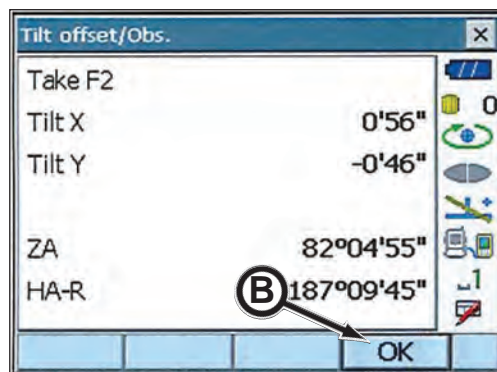 Tilt offset/Obs.
Take F2
Tilt X 0'56"
Tilt Y -0'46"
ZA 82°04'55"
HA-R 187°09'45"
B
OK
0
1